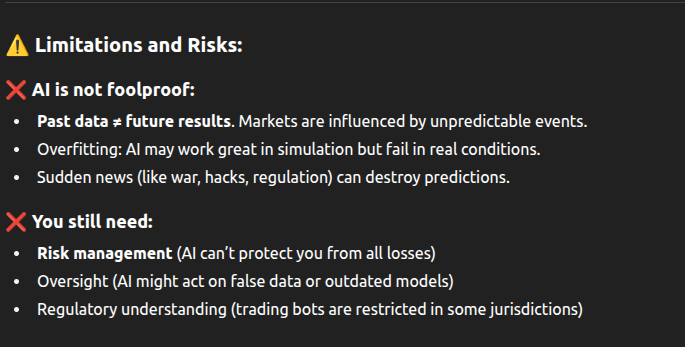 ⚠️ Limitations and Risks:
❌ AI is not foolproof:
• Past data ≠ future results. Markets are influenced by unpredictable events.
• Overfitting: AI may work great in simulation but fail in real conditions.
• Sudden news (like war, hacks, regulation) can destroy predictions.
❌ You still need:
• Risk management (AI can’t protect you from all losses)
• Oversight (AI might act on false data or outdated models)
• Regulatory understanding (trading bots are restricted in some jurisdictions)